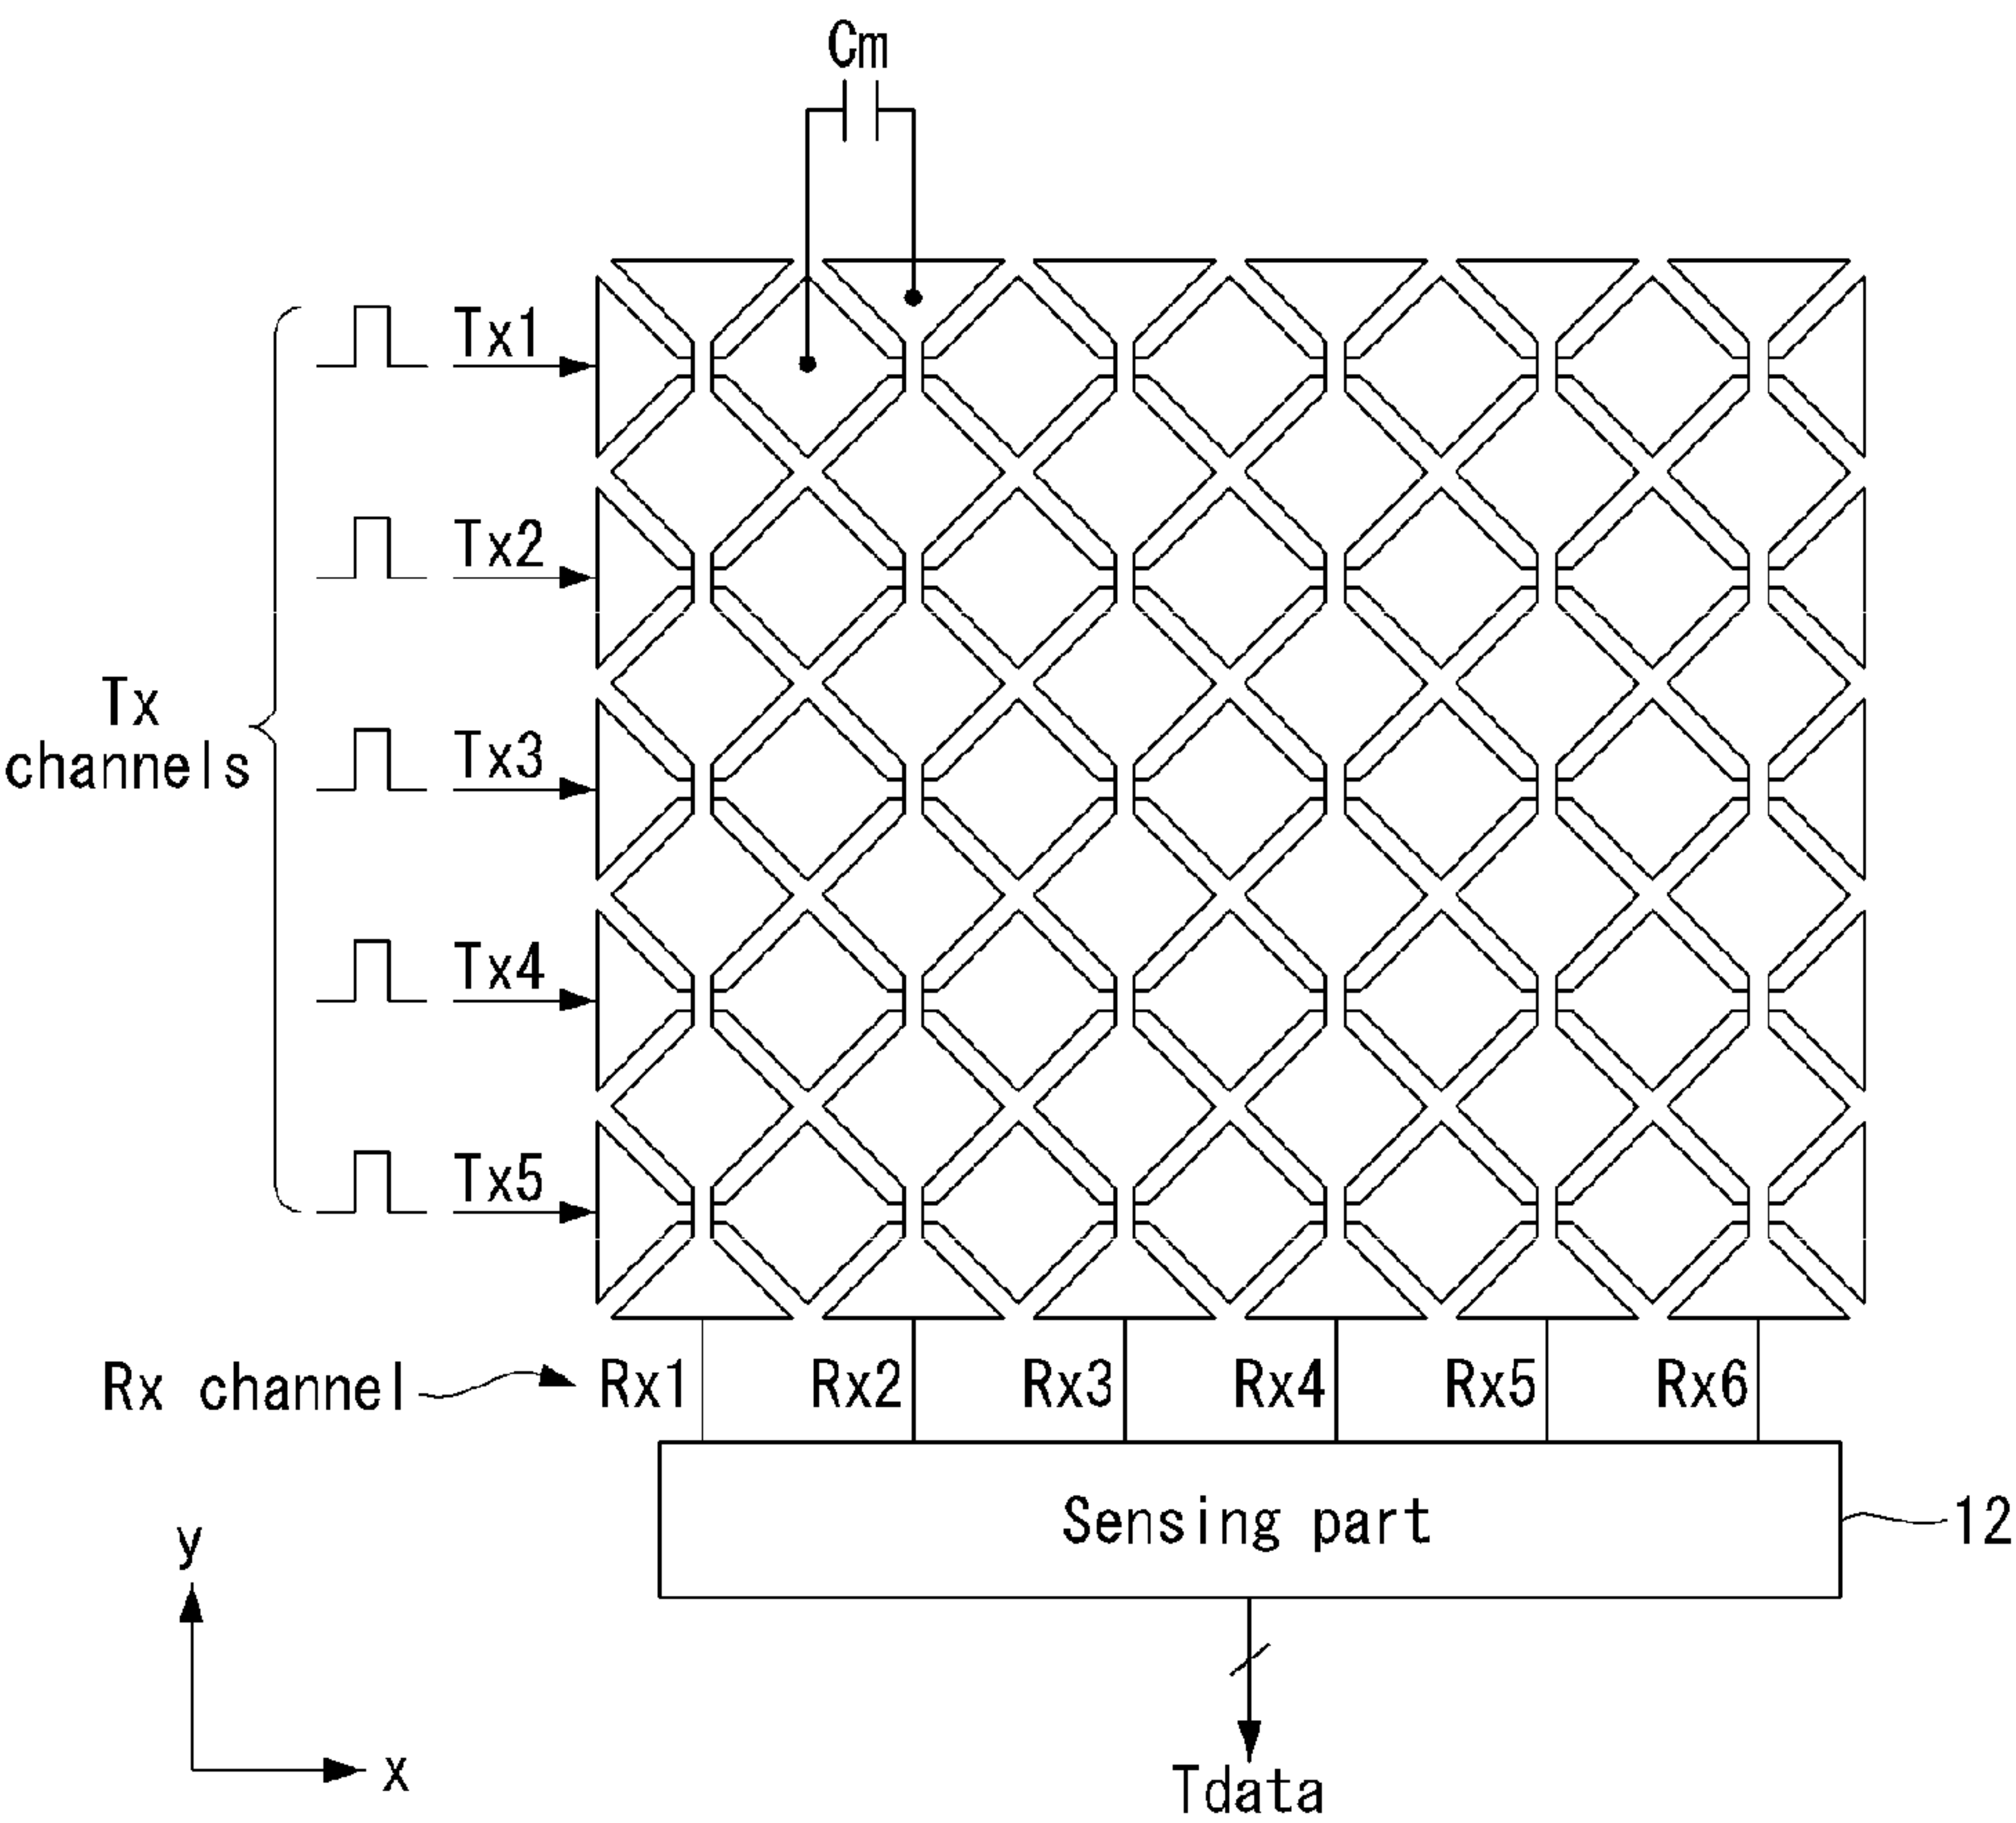 Cm
Tx1
Tx2
Tx
channels
Tx3
Tx4
Tx5
Rx channel
Rx1 Rx2 Rx3 Rx4 Rx5 Rx6
Sensing part
12
y
x
Tdata